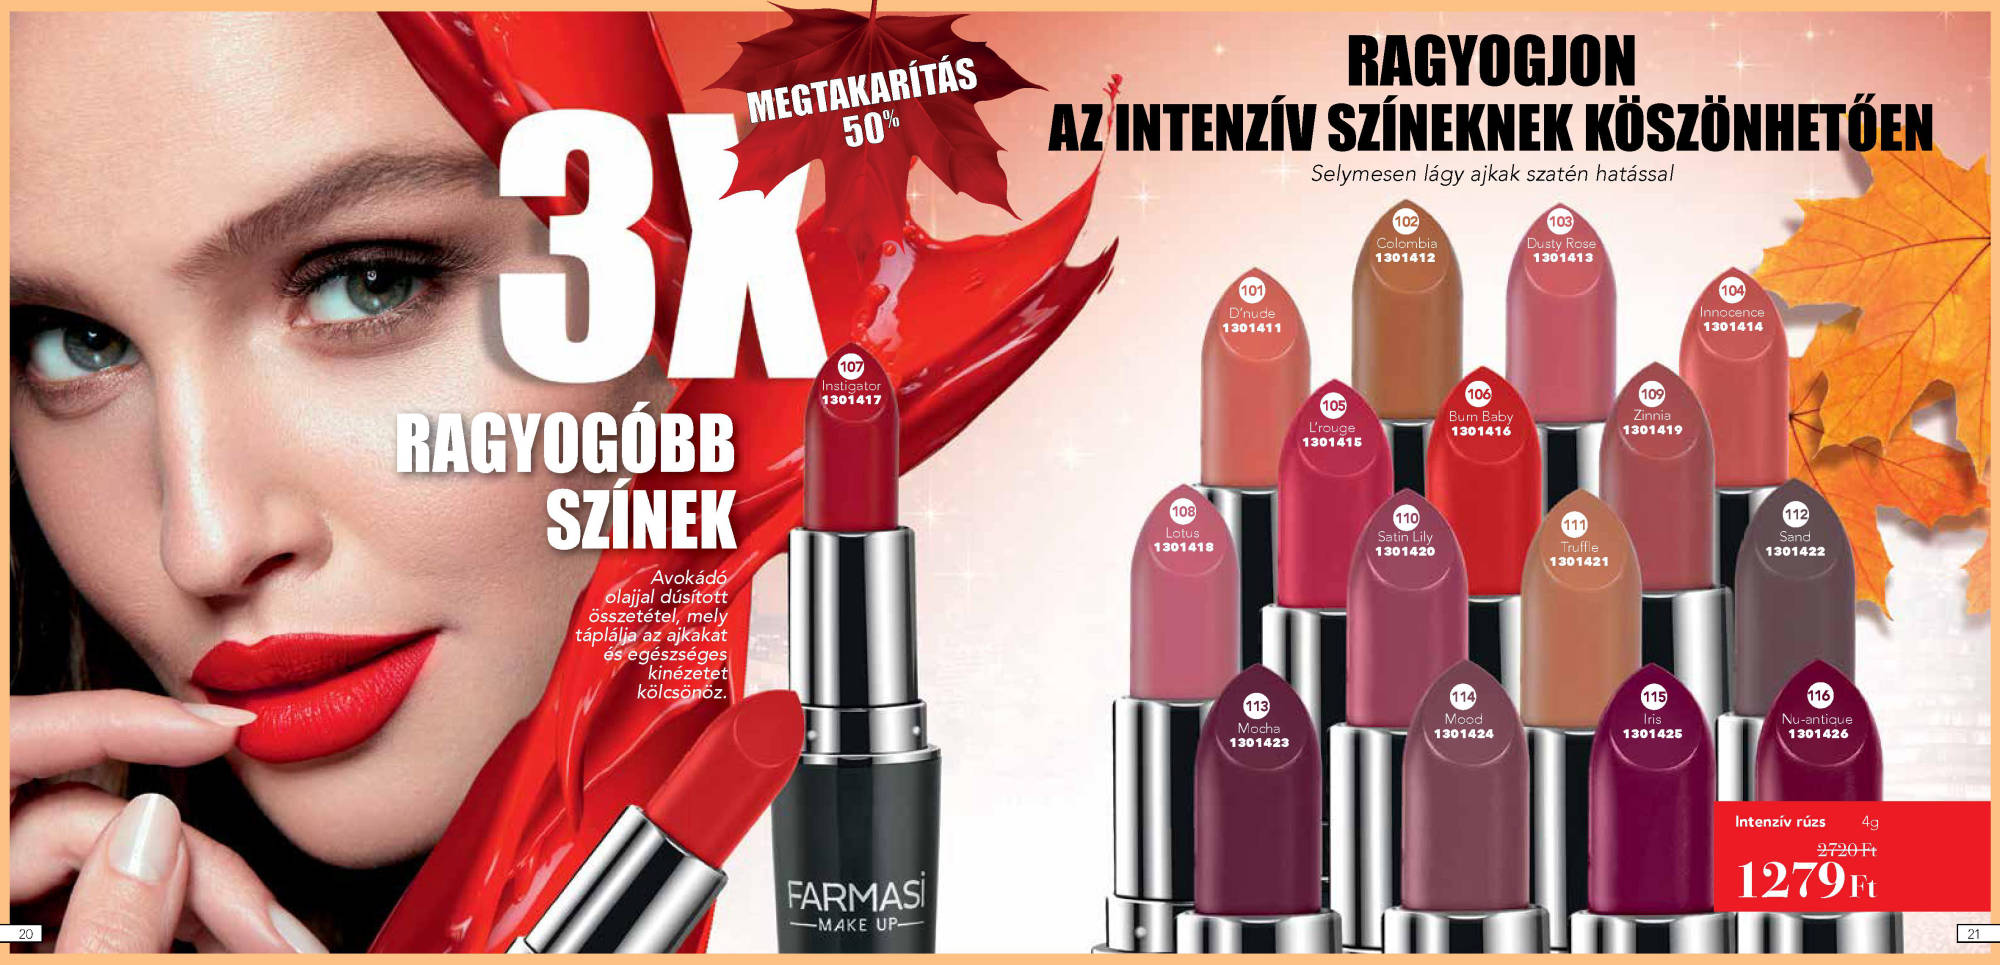 MEGTAKARÍTÁS
50%
3X
RAGYOGÓBB
SZÍNEK
Avokádó
olajjal dúsított
összetétel, mely
táplálja az ajkakat
és egészséges
kinézetet
kölcsönöz.
107
Instigator
1301417
FARMASi
MAKE UP
20
RAGYOGJON
AZ INTENZÍV SZÍNEKNEK KÖSZÖNHETŐEN
Selymesen lágy ajkak szatén hatással
102
Colombia
1301412
103
Dusty Rose
1301413
101
D'nude
1301411
104
Innocence
1301414
105
L'rouge
1301415
106
Burn Baby
1301416
109
Zinnia
1301419
108
Lotus
1301418
110
Satin Lily
1301420
111
Truffle
1301421
112
Sand
1301422
113
Mocha
1301423
114
Mood
1301424
115
Iris
1301425
116
Nu-antique
1301426
Intenzív rúzs 4g
2720 Ft
1279 Ft
21